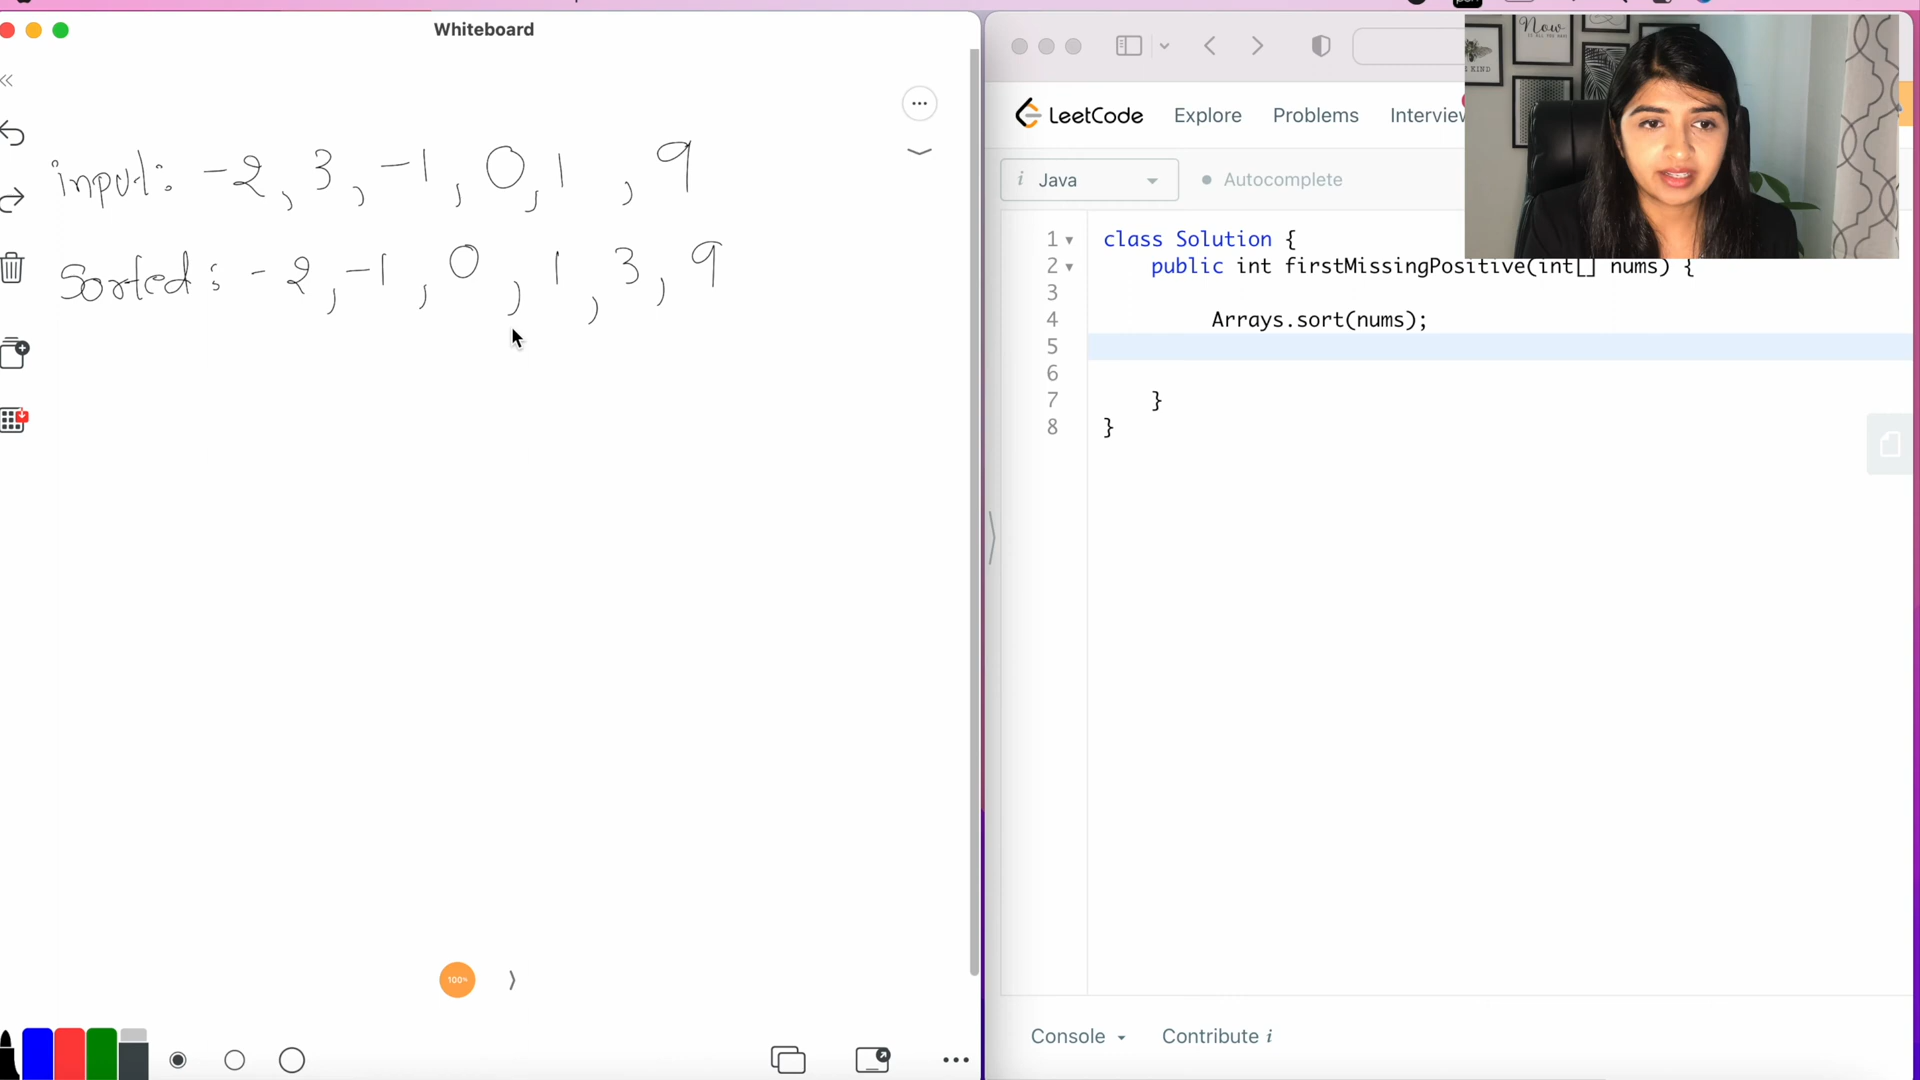 Whiteboard
input: -2, 3, -1, 0, 1, 9
Sorted: -2, -1, 0, 1, 3, 9
100%
LeetCode Explore Problems Interview
Now
E KIND
i Java
Autocomplete
1 class Solution {
2 public int firstMissingPositive(int[] nums) {
3
4 Arrays.sort(nums);
5
6
7 }
8 }
Console
Contribute i